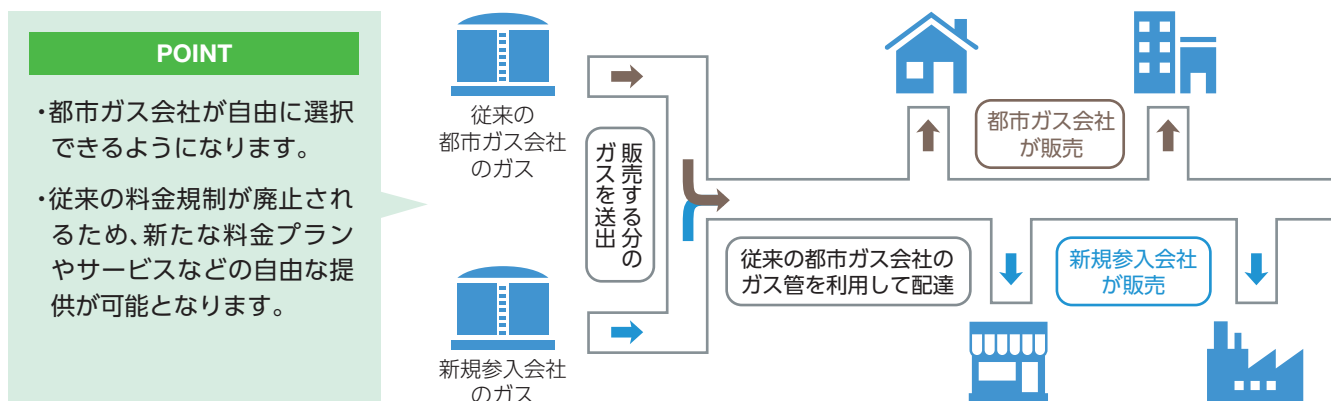 POINT
・都市ガス会社が自由に選択
できるようになります。
・従来の料金規制が廃止され
るため、新たな料金プラン
やサービスなどの自由な提
供が可能となります。
従来の
都市ガス会社
のガス
新規参入会社
のガス
販売する分の
ガスを送出
従来の都市ガス会社の
ガス管を利用して配達
都市ガス会社
が販売
新規参入会社
が販売